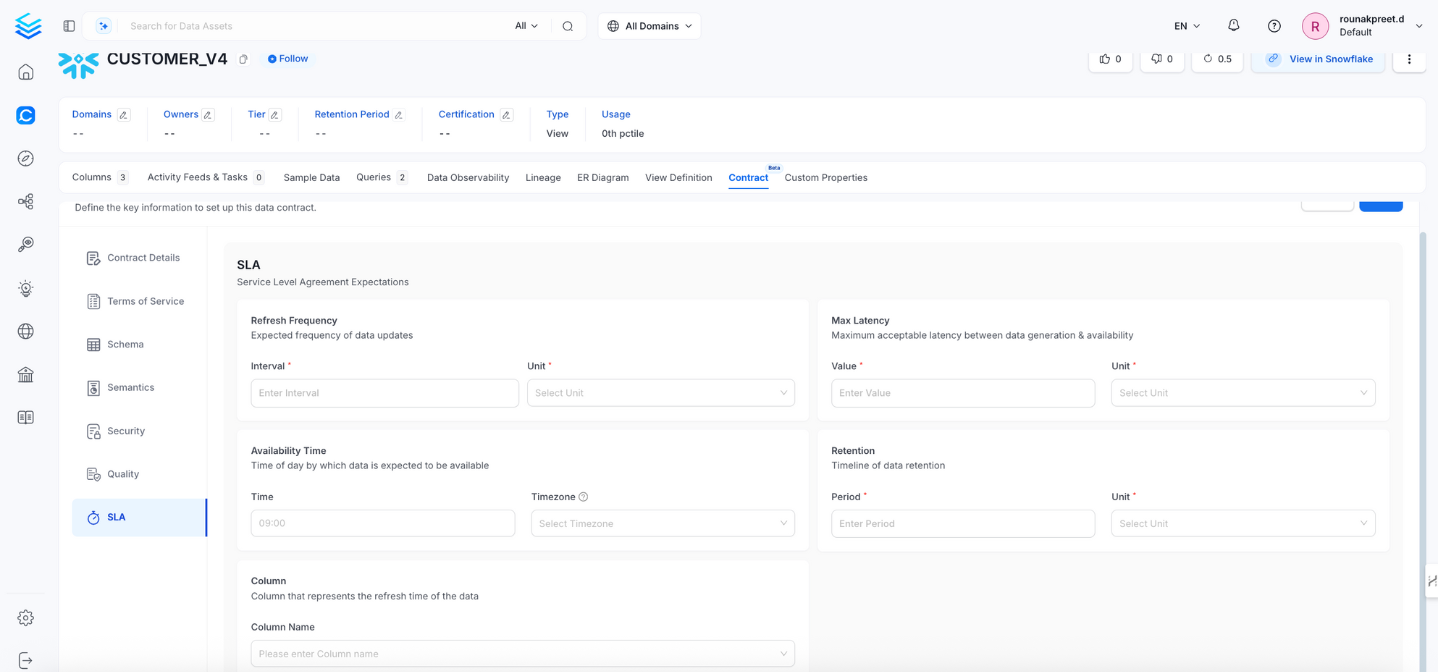 Search for Data Assets
All
All Domains
EN
R
rounakpreet.d
Default
CUSTOMER_V4
Follow
0
0
0.5
View in Snowflake
Domains
--
Owners
--
Tier
--
Retention Period
--
Certification
--
Type
View
Usage
0th pctile
Columns 3
Activity Feeds & Tasks 0
Sample Data
Queries 2
Data Observability
Lineage
ER Diagram
View Definition
Contract
Beta
Custom Properties
Define the key information to set up this data contract.
Contract Details
Terms of Service
Schema
Semantics
Security
Quality
SLA
SLA
Service Level Agreement Expectations
Refresh Frequency
Expected frequency of data updates
Interval *
Enter Interval
Unit *
Select Unit
Max Latency
Maximum acceptable latency between data generation & availability
Value *
Enter Value
Unit *
Select Unit
Availability Time
Time of day by which data is expected to be available
Time
09:00
Timezone
Select Timezone
Retention
Timeline of data retention
Period *
Enter Period
Unit *
Select Unit
Column
Column that represents the refresh time of the data
Column Name
Please enter Column name